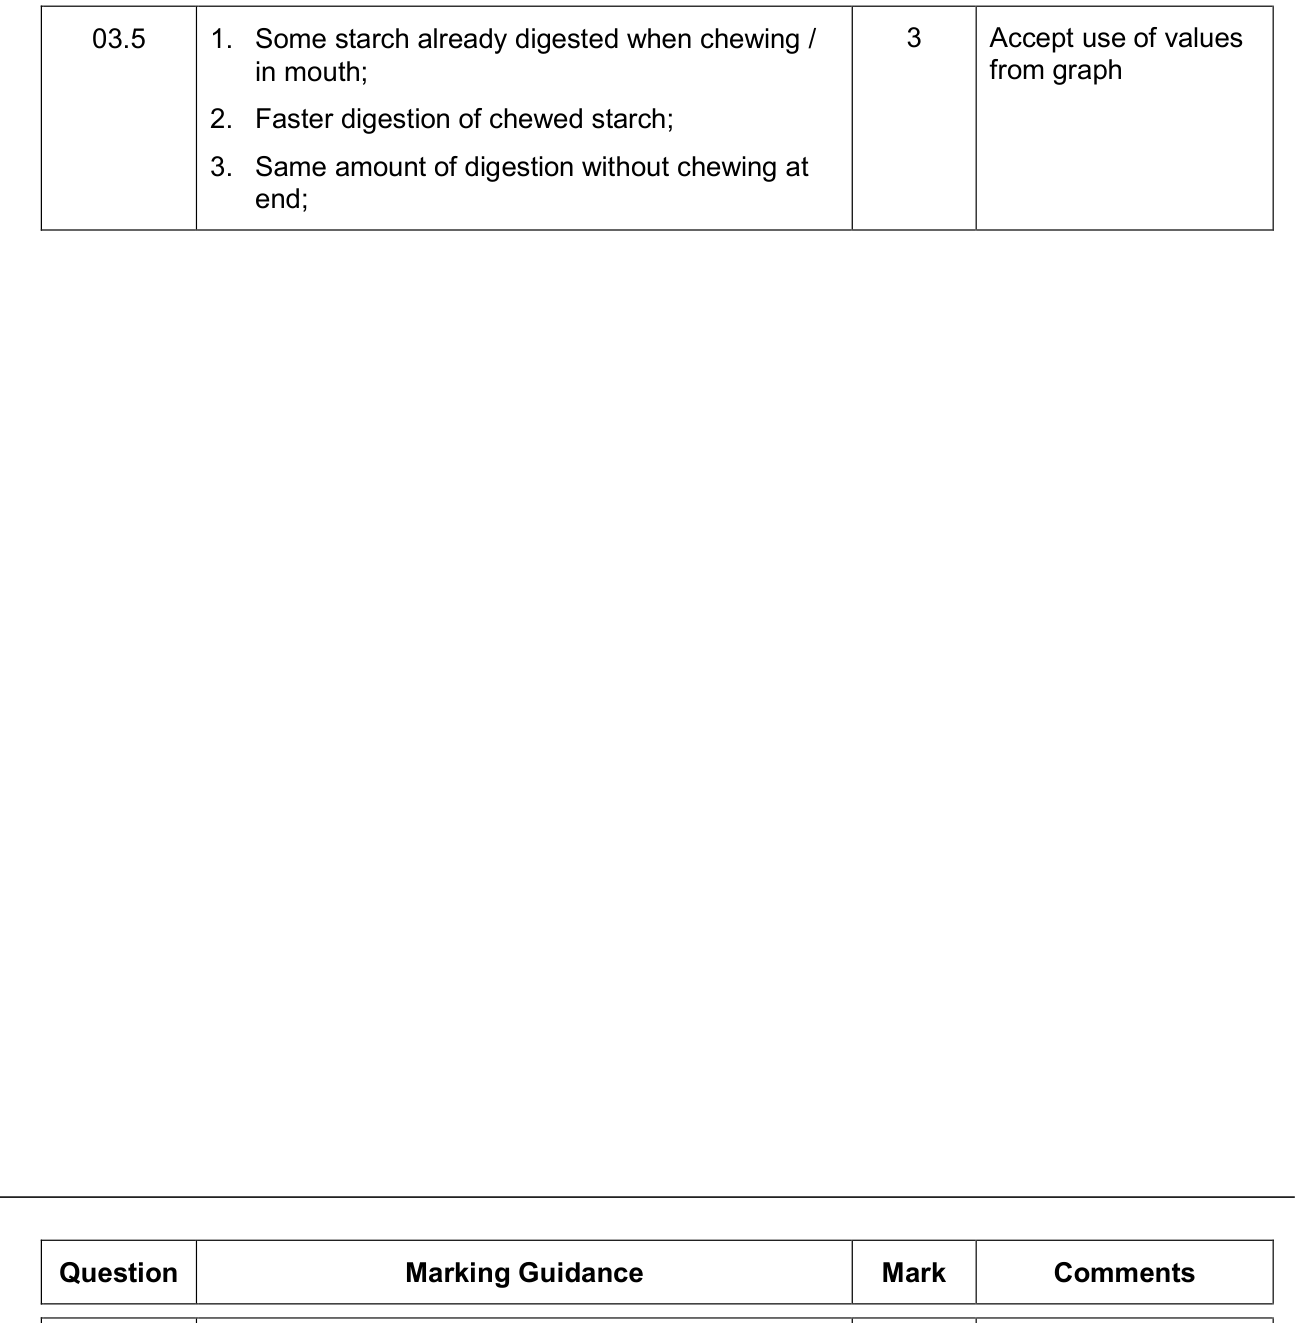 03.5
1. Some starch already digested when chewing /
in mouth;
2. Faster digestion of chewed starch;
3. Same amount of digestion without chewing at
end;
3
Accept use of values
from graph
Question Marking Guidance Mark Comments